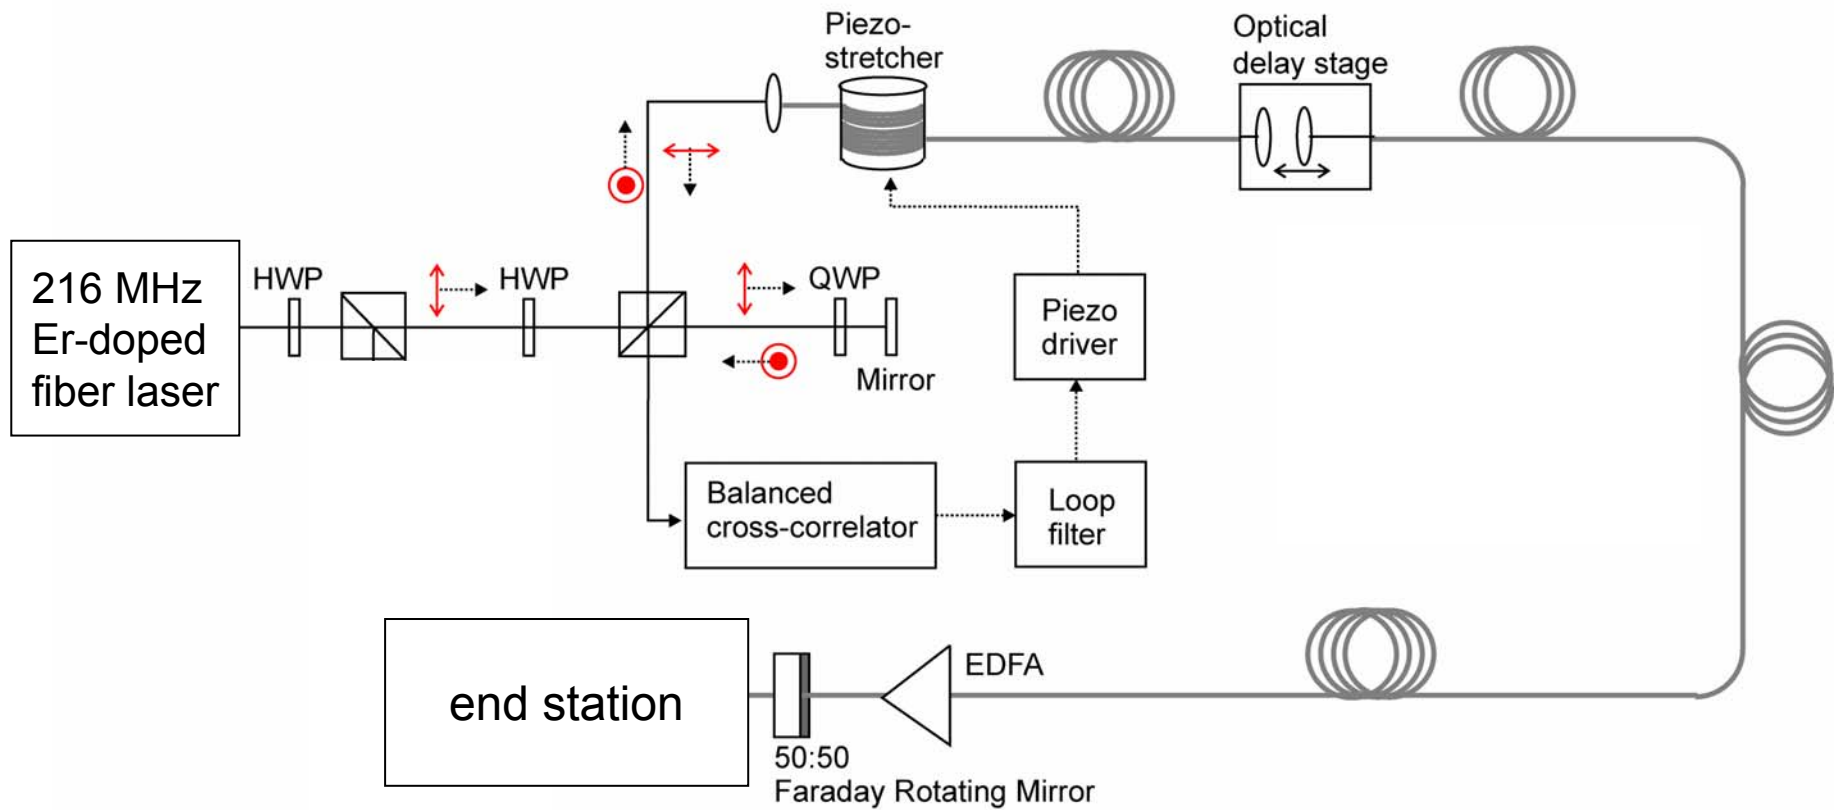 Piezo-
stretcher
Optical
delay stage
216 MHz
Er-doped
fiber laser
HWP
HWP
QWP
Mirror
Piezo
driver
Balanced
cross-correlator
Loop
filter
end station
EDFA
50:50
Faraday Rotating Mirror